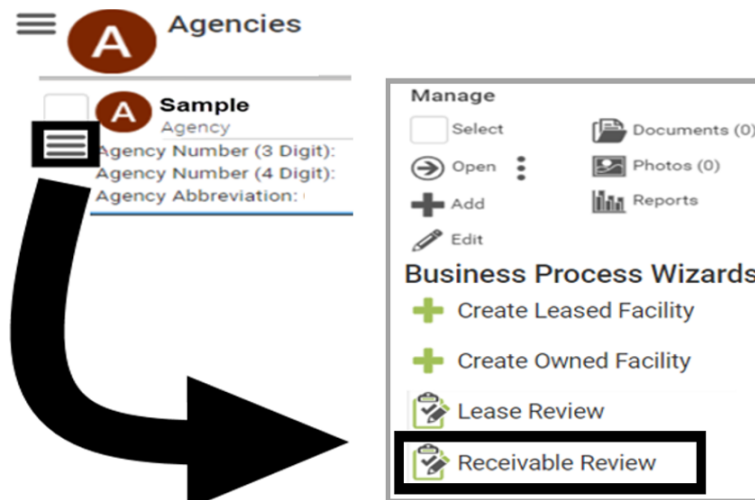 A Agencies
A Sample
Agency
Agency Number (3 Digit):
Agency Number (4 Digit):
Agency Abbreviation:
Manage
Select
Documents (0)
Open
Photos (0)
Add
Reports
Edit
Business Process Wizards
Create Leased Facility
Create Owned Facility
Lease Review
Receivable Review